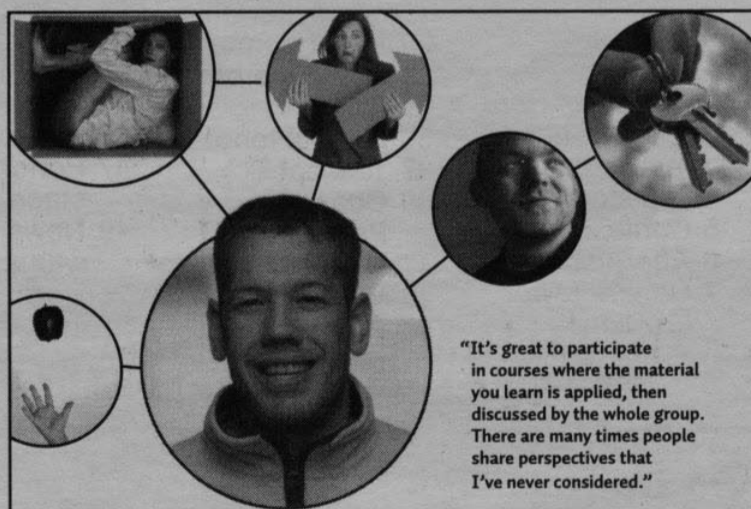 “It’s great to participate
in courses where the material
you learn is applied, then
discussed by the whole group.
There are many times people
share perspectives that
I’ve never considered.”